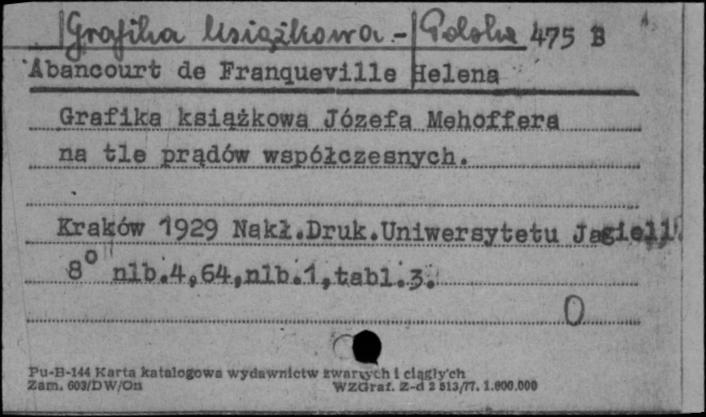 Grafika książkowa - Polska 475 B
Abancourt de Franqueville Helena
Grafika książkowa Józefa Mehoffera
na tle prądów współczesnych.
Kraków 1929 Nakł.Druk.Uniwersytetu Jagiell.
8° nlb.4,64,nlb.1,tabl.3.
0
Pu-B-144 Karta katalogowa wydawnictw zwartych i ciągłych
Zam. 603/DW/On WZGraf. Z-d 2 513/77. 1.000.000